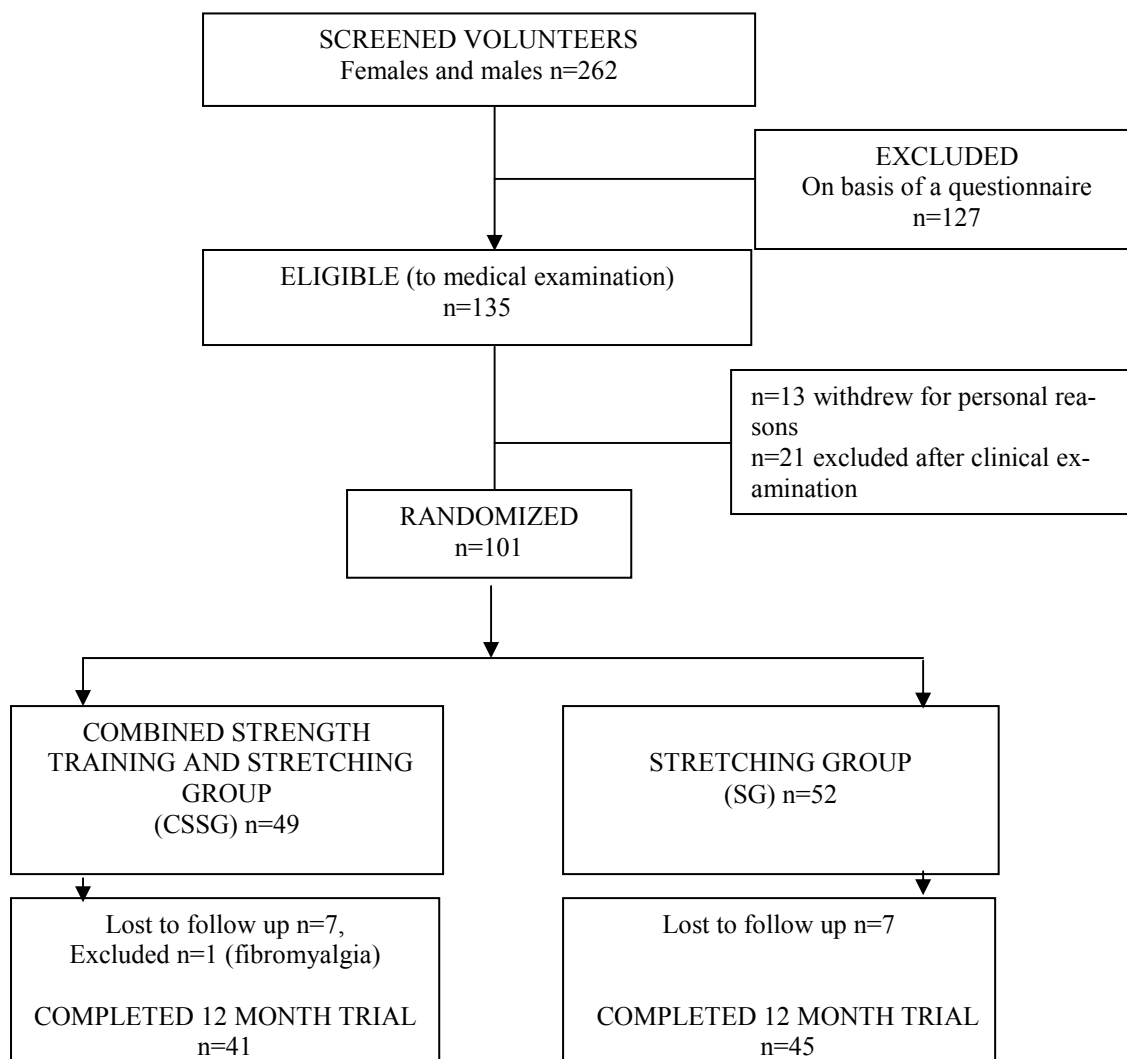 SCREENED VOLUNTEERS
Females and males n=262
EXCLUDED
On basis of a questionnaire
n=127
ELIGIBLE (to medical examination)
n=135
n=13 withdrew for personal rea-
sons
n=21 excluded after clinical ex-
amination
RANDOMIZED
n=101
COMBINED STRENGTH
TRAINING AND STRETCHING
GROUP
(CSSG) n=49
STRETCHING GROUP
(SG) n=52
Lost to follow up n=7,
Excluded n=1 (fibromyalgia)
COMPLETED 12 MONTH TRIAL
n=41
Lost to follow up n=7
COMPLETED 12 MONTH TRIAL
n=45